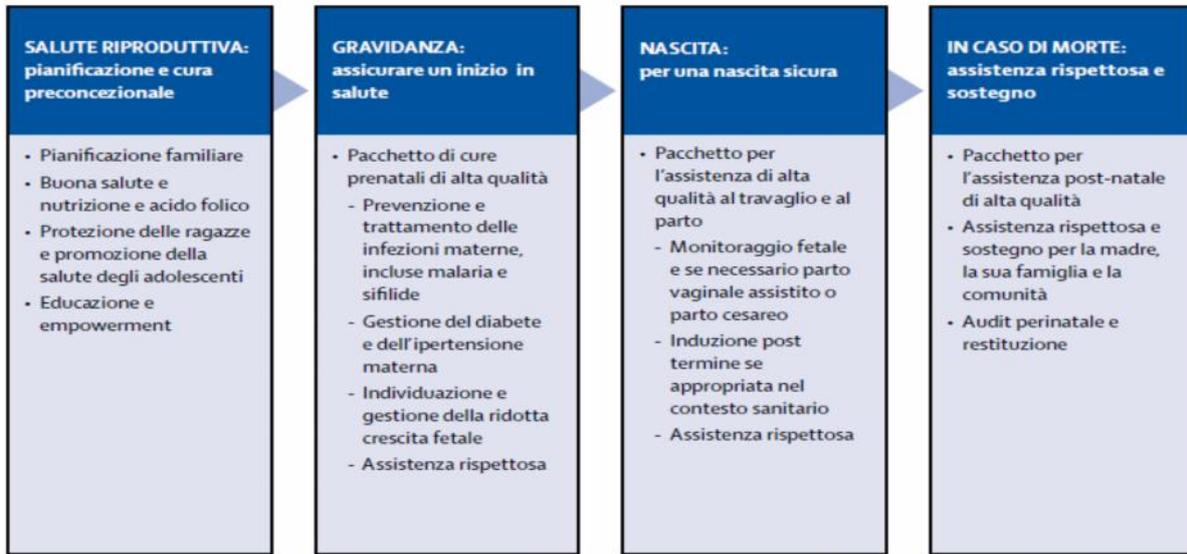 SALUTE RIPRODUTTIVA:
pianificazione e cura
preconcezionale
• Pianificazione familiare
• Buona salute e
nutrizione e acido folico
• Protezione delle ragazze
e promozione della
salute degli adolescenti
• Educazione e
empowerment
GRAVIDANZA:
assicurare un inizio in
salute
• Pacchetto di cure
prenatali di alta qualità
- Prevenzione e
trattamento delle
infezioni materne,
incluse malaria e
sifilide
- Gestione del diabete
e dell'ipertensione
materna
- Individuazione e
gestione della ridotta
crescita fetale
- Assistenza rispettosa
NASCITA:
per una nascita sicura
• Pacchetto per
l'assistenza di alta
qualità al travaglio e al
parto
- Monitoraggio fetale
e se necessario parto
vaginale assistito o
parto cesareo
- Induzione post
termine se
appropriata nel
contesto sanitario
- Assistenza rispettosa
IN CASO DI MORTE:
assistenza rispettosa e
sostegno
• Pacchetto per
l'assistenza post-natale
di alta qualità
• Assistenza rispettosa e
sostegno per la madre,
la sua famiglia e la
comunità
• Audit perinatale e
restituzione